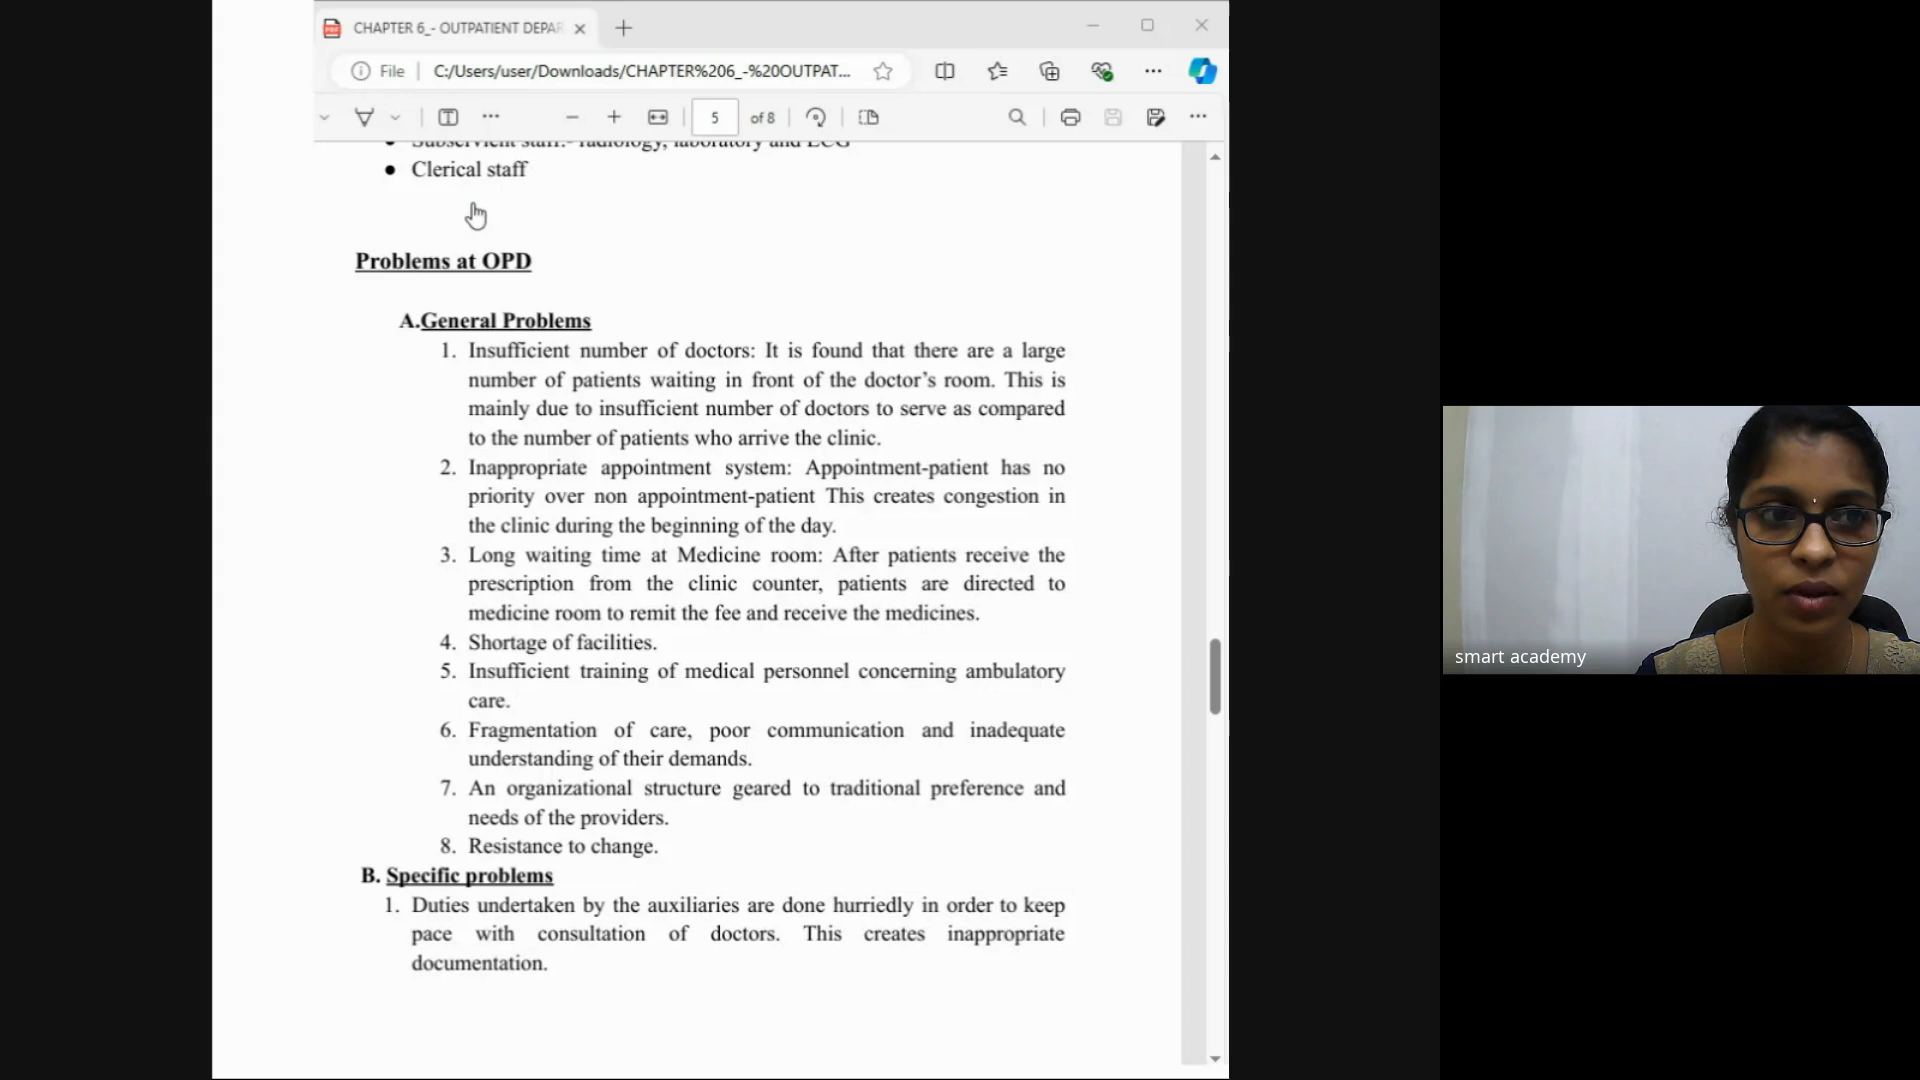 CHAPTER 6_- OUTPATIENT DEPAR
File C:/Users/user/Downloads/CHAPTER%206_-%20OUTPAT...
5 of 8
Subservient staff:- radiology, laboratory and ECG
● Clerical staff
Problems at OPD
A.General Problems
1. Insufficient number of doctors: It is found that there are a large
number of patients waiting in front of the doctor’s room. This is
mainly due to insufficient number of doctors to serve as compared
to the number of patients who arrive the clinic.
2. Inappropriate appointment system: Appointment-patient has no
priority over non appointment-patient This creates congestion in
the clinic during the beginning of the day.
3. Long waiting time at Medicine room: After patients receive the
prescription from the clinic counter, patients are directed to
medicine room to remit the fee and receive the medicines.
4. Shortage of facilities.
5. Insufficient training of medical personnel concerning ambulatory
care.
6. Fragmentation of care, poor communication and inadequate
understanding of their demands.
7. An organizational structure geared to traditional preference and
needs of the providers.
8. Resistance to change.
B. Specific problems
1. Duties undertaken by the auxiliaries are done hurriedly in order to keep
pace with consultation of doctors. This creates inappropriate
documentation.
smart academy